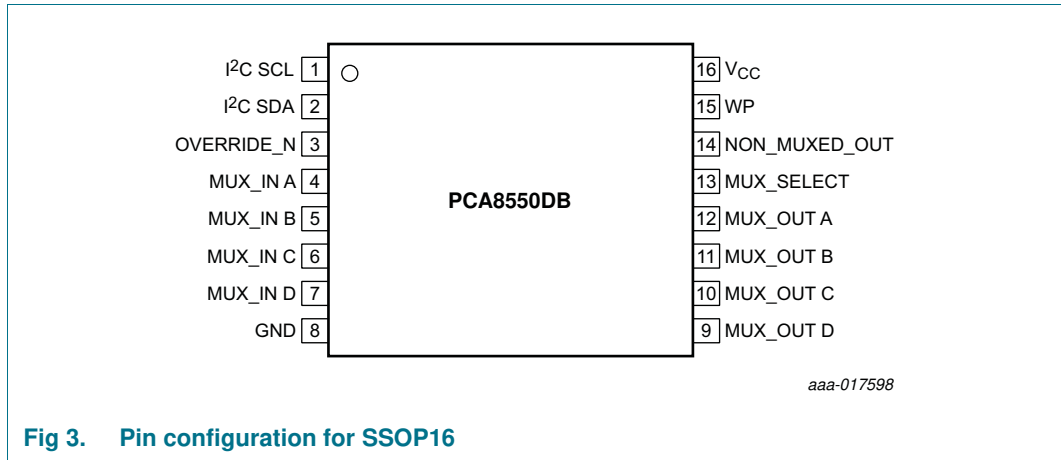 I2C SCL 1
I2C SDA 2
OVERRIDE_N 3
MUX_IN A 4
MUX_IN B 5
MUX_IN C 6
MUX_IN D 7
GND 8
PCA8550DB
16 VCC
15 WP
14 NON_MUXED_OUT
13 MUX_SELECT
12 MUX_OUT A
11 MUX_OUT B
10 MUX_OUT C
9 MUX_OUT D
aaa-017598
Fig 3. Pin configuration for SSOP16